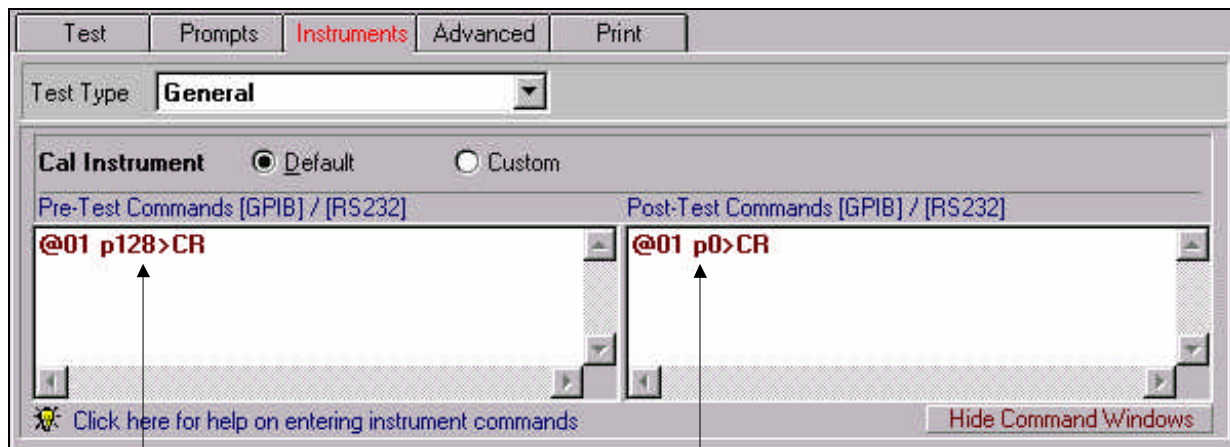 Test Prompts Instruments Advanced Print
Test Type General
Cal Instrument Default Custom
Pre-Test Commands [GPIB] / [RS232] Post-Test Commands [GPIB] / [RS232]
@01 p128>CR @01 p0>CR
Click here for help on entering instrument commands Hide Command Windows